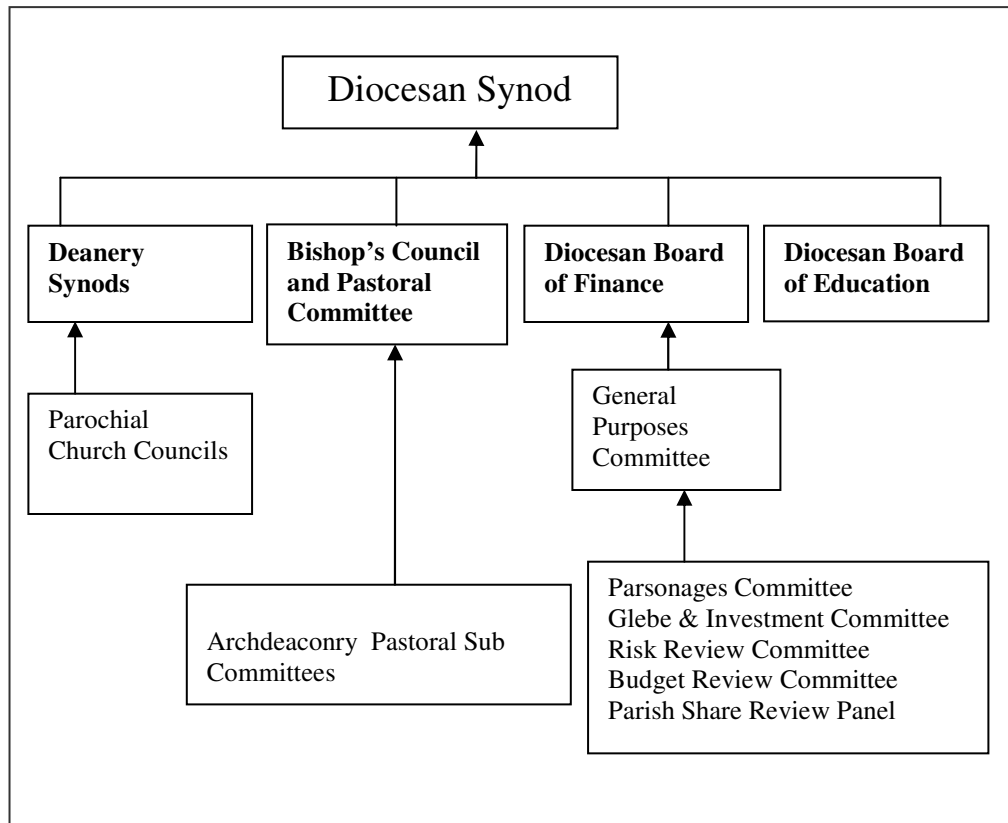 Diocesan Synod
Deanery
Synods
Bishop’s Council
and Pastoral
Committee
Diocesan Board
of Finance
Diocesan Board
of Education
Parochial
Church Councils
General
Purposes
Committee
Archdeaconry  Pastoral Sub
Committees
Parsonages Committee
Glebe & Investment Committee
Risk Review Committee
Budget Review Committee
Parish Share Review Panel